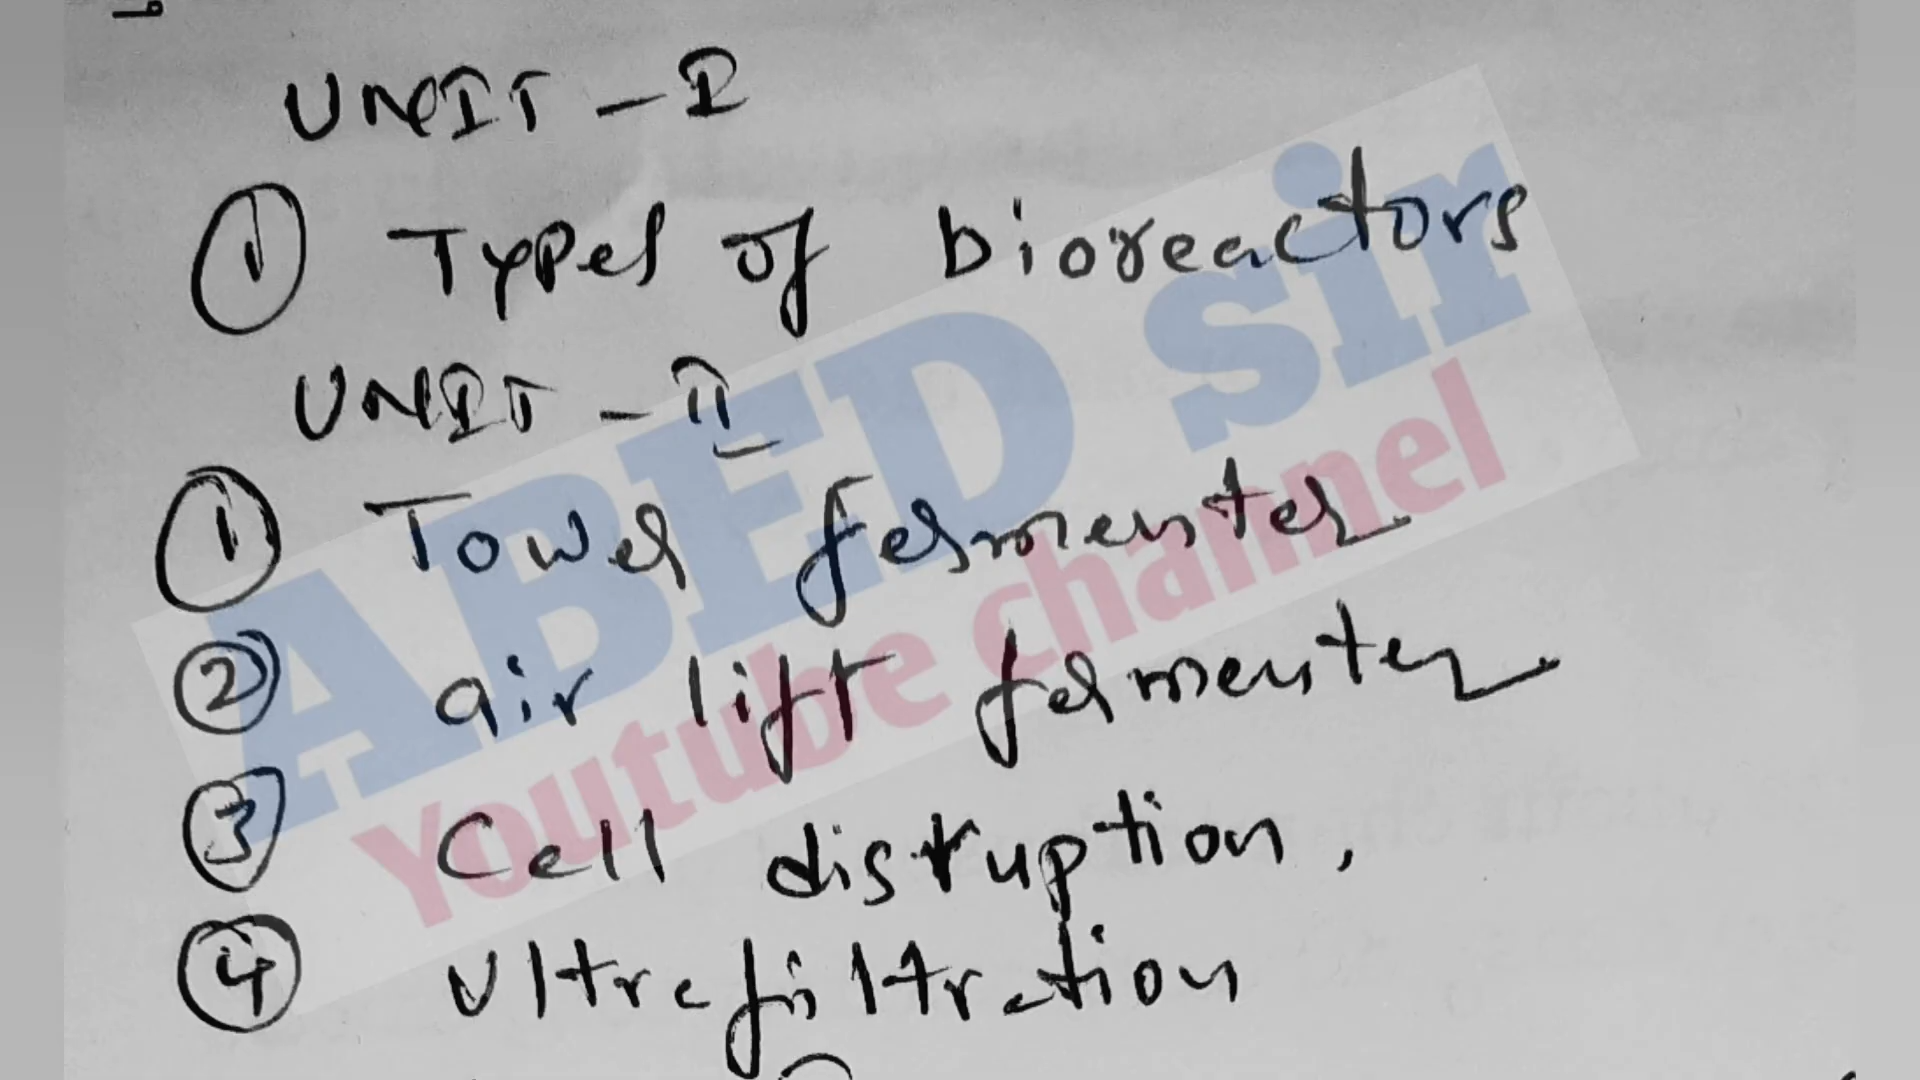 UNIT - I
① Types of bioreactors
UNIT - II
① Tower fermenter
② air lift fermenter
③ Cell disruption,
④ Ultrafiltration
ABED sir
Youtube channel